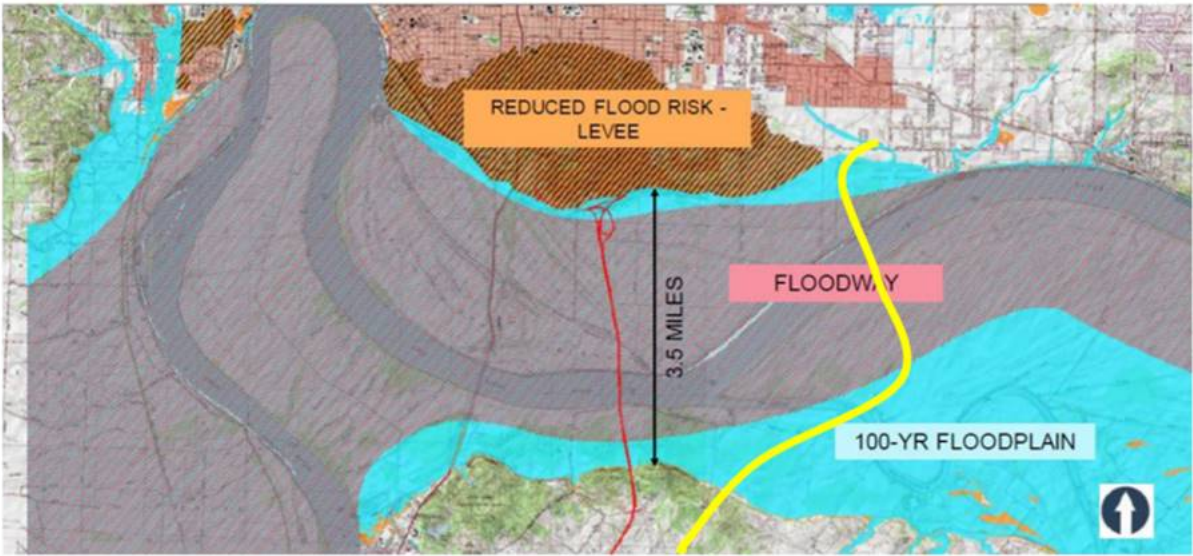 REDUCED FLOOD RISK -
LEVEE
FLOODWAY
3.5 MILES
100-YR FLOODPLAIN